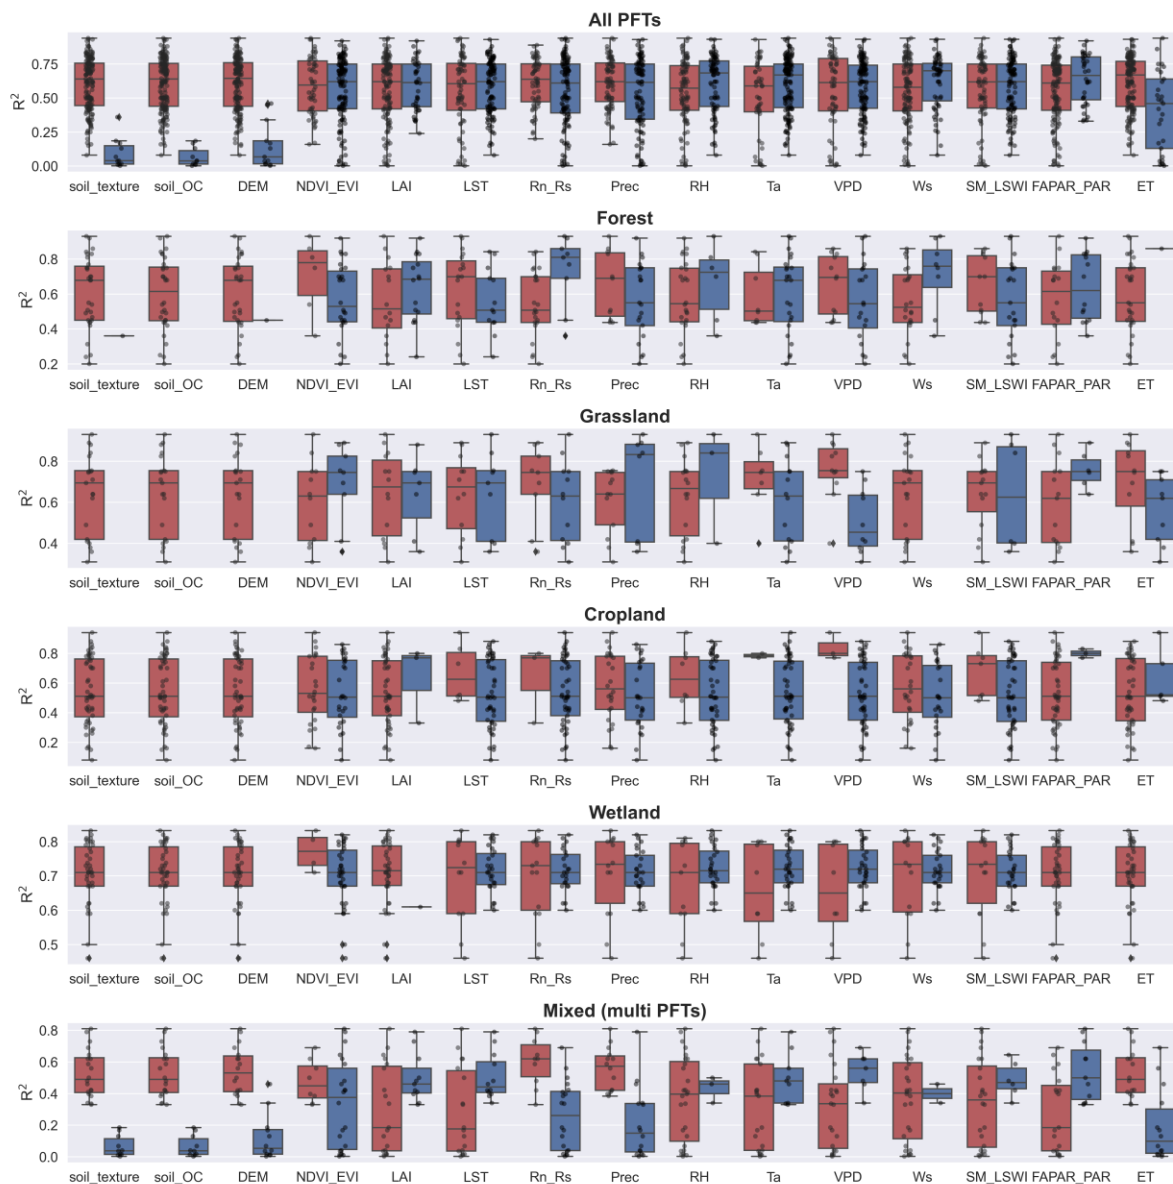 All PFTs
R²
0.75
0.50
0.25
0.00
soil_texture soil_OC DEM NDVI_EVI LAI LST Rn_Rs Prec RH Ta VPD Ws SM_LSWI FAPAR_PAR ET
Forest
R²
0.8
0.6
0.4
0.2
soil_texture soil_OC DEM NDVI_EVI LAI LST Rn_Rs Prec RH Ta VPD Ws SM_LSWI FAPAR_PAR ET
Grassland
R²
0.8
0.6
0.4
soil_texture soil_OC DEM NDVI_EVI LAI LST Rn_Rs Prec RH Ta VPD Ws SM_LSWI FAPAR_PAR ET
Cropland
R²
0.8
0.6
0.4
0.2
soil_texture soil_OC DEM NDVI_EVI LAI LST Rn_Rs Prec RH Ta VPD Ws SM_LSWI FAPAR_PAR ET
Wetland
R²
0.8
0.7
0.6
0.5
soil_texture soil_OC DEM NDVI_EVI LAI LST Rn_Rs Prec RH Ta VPD Ws SM_LSWI FAPAR_PAR ET
Mixed (multi PFTs)
R²
0.8
0.6
0.4
0.2
0.0
soil_texture soil_OC DEM NDVI_EVI LAI LST Rn_Rs Prec RH Ta VPD Ws SM_LSWI FAPAR_PAR ET